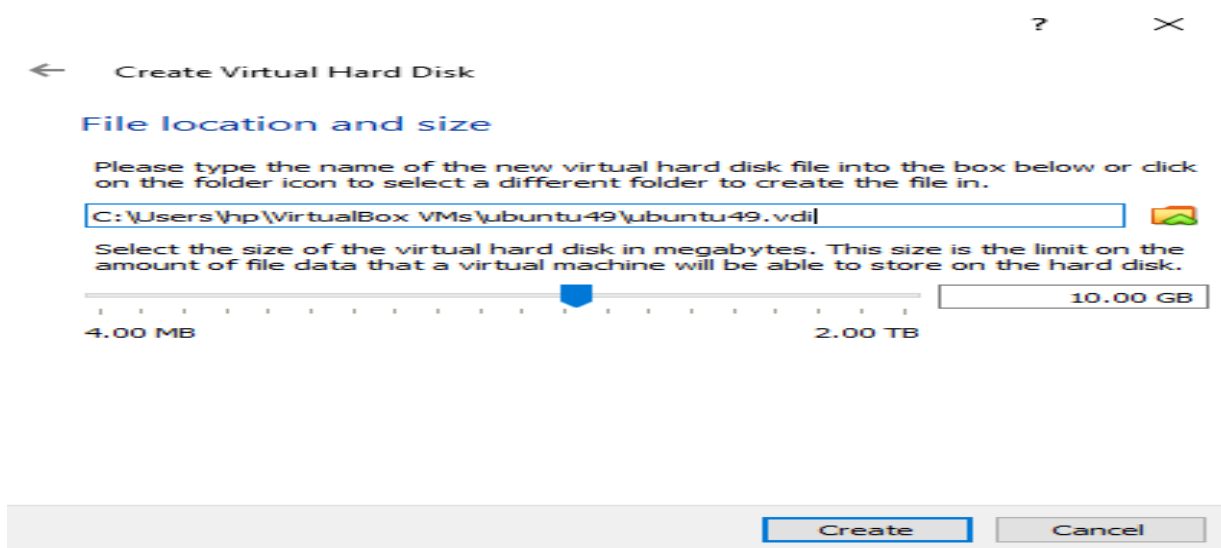 ?
Create Virtual Hard Disk
File location and size
Please type the name of the new virtual hard disk file into the box below or click
on the folder icon to select a different folder to create the file in.
C:\Users\hp\VirtualBox VMs\ubuntu49\ubuntu49.vdi
Select the size of the virtual hard disk in megabytes. This size is the limit on the
amount of file data that a virtual machine will be able to store on the hard disk.
10.00 GB
4.00 MB 2.00 TB
Create Cancel